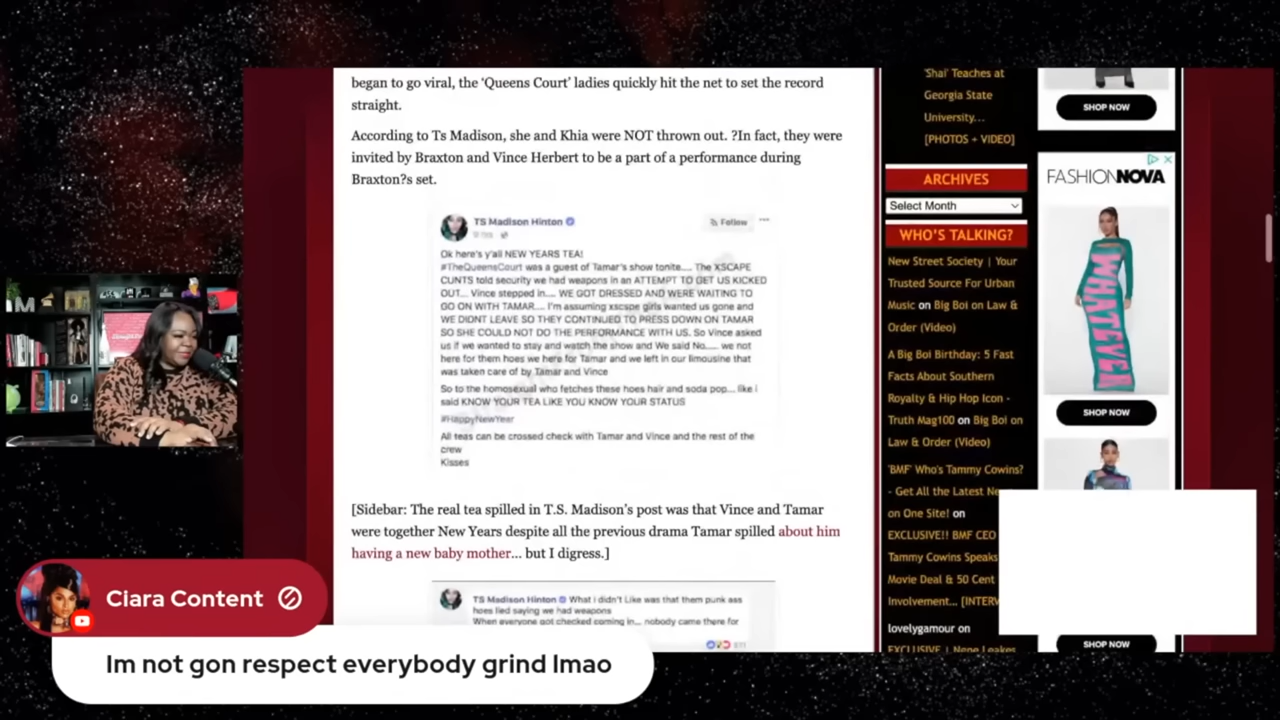 began to go viral, the ‘Queens Court’ ladies quickly hit the net to set the record
straight.
According to Ts Madison, she and Khia were NOT thrown out. ?In fact, they were
invited by Braxton and Vince Herbert to be a part of a performance during
Braxton?s set.
TS Madison Hinton
Follow
Ok here's y'all NEW YEARS TEA!
#TheQueensCourt was a guest of Tamar's show tonite.... The XSCAPE
CUNTS told security we had weapons in an ATTEMPT TO GET US KICKED
OUT... Vince stepped in.... WE GOT DRESSED AND WERE WAITING TO
GO ON WITH TAMAR.... I'm assuming xscspe girls wanted us gone and
WE DIDNT LEAVE SO THEY CONTINUED TO PRESS DOWN ON TAMAR
SO SHE COULD NOT DO THE PERFORMANCE WITH US. So Vince asked
us if we wanted to stay and watch the show and We said No..... we not
here for them hoes we here for Tamar and we left in our limousine that
was taken care of by Tamar and Vince
So to the homosexual who fetches these hoes hair and soda pop... like i
said KNOW YOUR TEA LIKE YOU KNOW YOUR STATUS
#HappyNewYeer
All teas can be crossed check with Tamar and Vince and the rest of the
crew
Kisses
[Sidebar: The real tea spilled in T.S. Madison’s post was that Vince and Tamar
were together New Years despite all the previous drama Tamar spilled about him
having a new baby mother... but I digress.]
TS Madison Hinton What i didn't Like was that them punk ass
hoes lied saying we had weapons
When everyone got checked coming in... nobody came there for
'Shai' Teaches at
Georgia State
University…
[PHOTOS + VIDEO]
ARCHIVES
Select Month
WHO'S TALKING?
New Street Society | Your
Trusted Source For Urban
Music on Big Boi on Law &
Order (Video)
A Big Boi Birthday: 5 Fast
Facts About Southern
Royalty & Hip Hop Icon -
Truth Mag100 on Big Boi on
Law & Order (Video)
'BMF' Who's Tammy Cowins?
- Get All the Latest Ne
on One Site! on
EXCLUSIVE!! BMF CEO
Tammy Cowins Speaks
Movie Deal & 50 Cent
Involvement… [INTERV
lovelygamour on
EXCLUSIVE | Nene Leakes
SHOP NOW
FASHIONNOVA
WHATEVER
SHOP NOW
SHOP NOW
Ciara Content
Im not gon respect everybody grind lmao